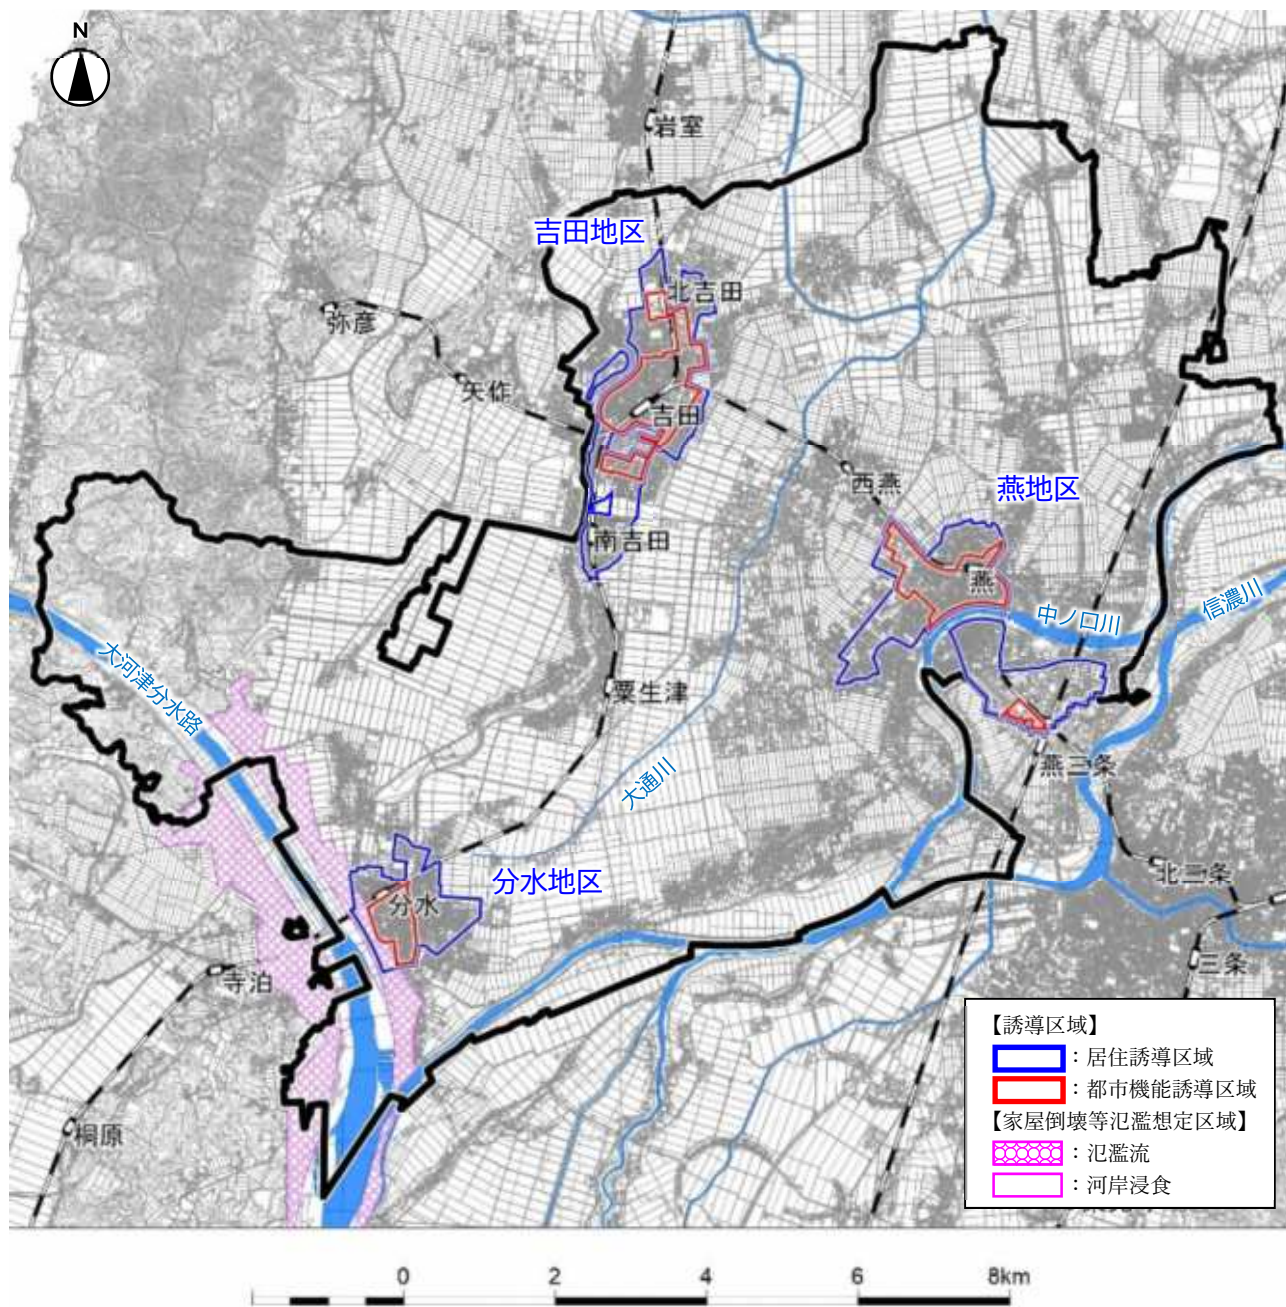 N
岩室
吉田地区
北吉田
弥彦
矢作
吉田
西燕
燕地区
南吉田
燕
中ノ口川
信濃川
大河津分水路
粟生津
大通川
燕三条
分水地区
分水
北三条
寺泊
三条
桐原
【誘導区域】
：居住誘導区域
：都市機能誘導区域
【家屋倒壊等氾濫想定区域】
：氾濫流
：河岸浸食
0 2 4 6 8km